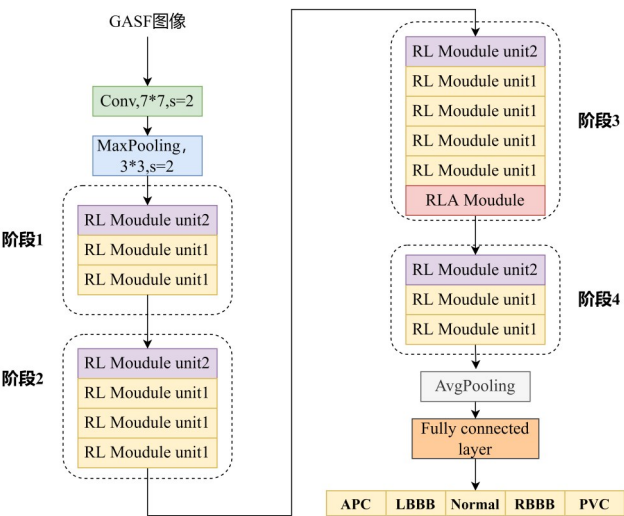 GASF图像
Conv,7*7,s=2
MaxPooling，
3*3,s=2
阶段1
RL Moudule unit2
RL Moudule unit1
RL Moudule unit1
阶段2
RL Moudule unit2
RL Moudule unit1
RL Moudule unit1
RL Moudule unit1
阶段3
RL Moudule unit2
RL Moudule unit1
RL Moudule unit1
RL Moudule unit1
RL Moudule unit1
RLA Moudule
阶段4
RL Moudule unit2
RL Moudule unit1
RL Moudule unit1
AvgPooling
Fully connected
layer
APC LBBB Normal RBBB PVC